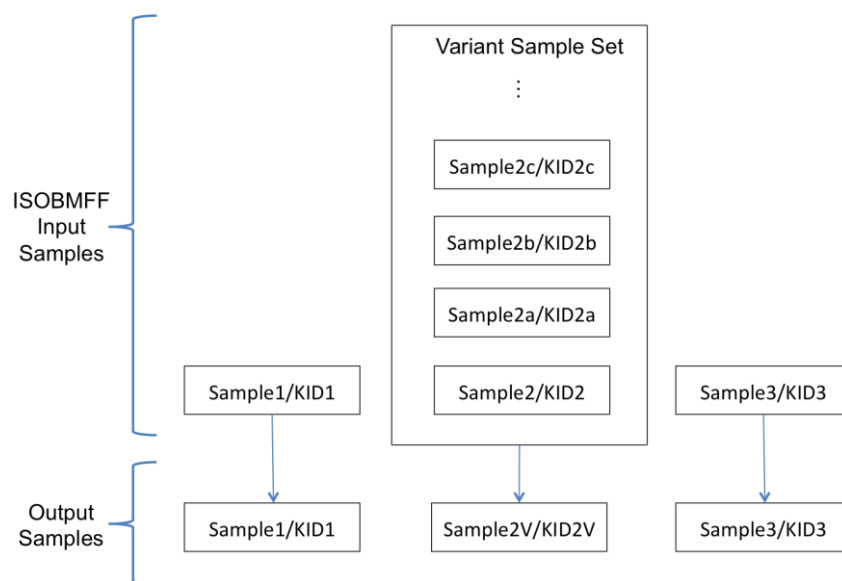 Variant Sample Set
⋮
Sample2c/KID2c
Sample2b/KID2b
Sample2a/KID2a
ISOBMFF
Input
Samples
Sample1/KID1
Sample2/KID2
Sample3/KID3
Output
Samples
Sample1/KID1
Sample2V/KID2V
Sample3/KID3